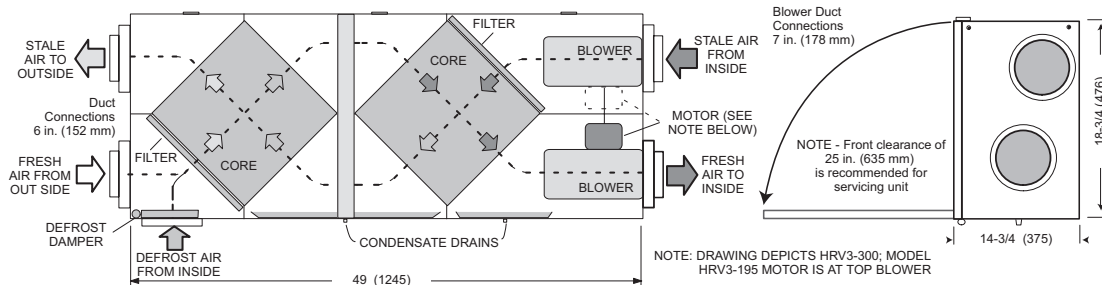 STALE
AIR TO
OUTSIDE
Duct
Connections
6 in. (152 mm)
FILTER
FRESH
AIR FROM
OUT SIDE
DEFROST
DAMPER
DEFROST AIR
FROM INSIDE
CORE
CORE
FILTER
BLOWER
STALE AIR
FROM
INSIDE
MOTOR (SEE
NOTE BELOW)
BLOWER
FRESH
AIR TO
INSIDE
CONDENSATE DRAINS
49 (1245)
Blower Duct
Connections
7 in. (178 mm)
NOTE - Front clearance of
25 in. (635 mm)
is recommended for
servicing unit
18-3/4 (476)
14-3/4 (375)
NOTE: DRAWING DEPICTS HRV3-300; MODEL
HRV3-195 MOTOR IS AT TOP BLOWER